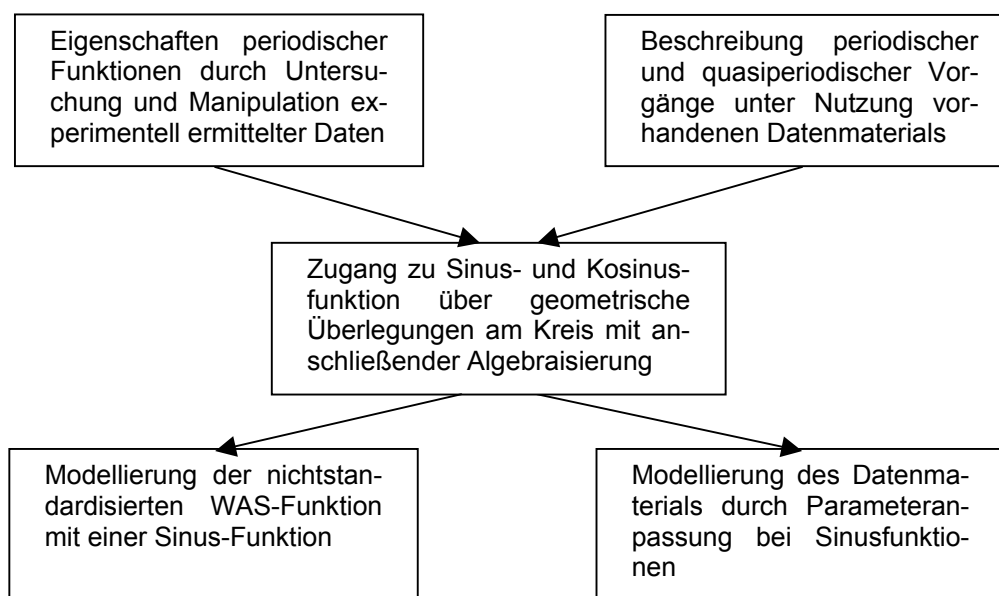 Eigenschaften periodischer
Funktionen durch Untersu-
chung und Manipulation ex-
perimentell ermittelter Daten
Beschreibung periodischer
und quasiperiodischer Vor-
gänge unter Nutzung vor-
handenen Datenmaterials
Zugang zu Sinus- und Kosinus-
funktion über geometrische
Überlegungen am Kreis mit an-
schließender Algebraisierung
Modellierung der nichtstan-
dardisierten WAS-Funktion
mit einer Sinus-Funktion
Modellierung des Datenma-
terials durch Parameteran-
passung bei Sinusfunktio-
nen